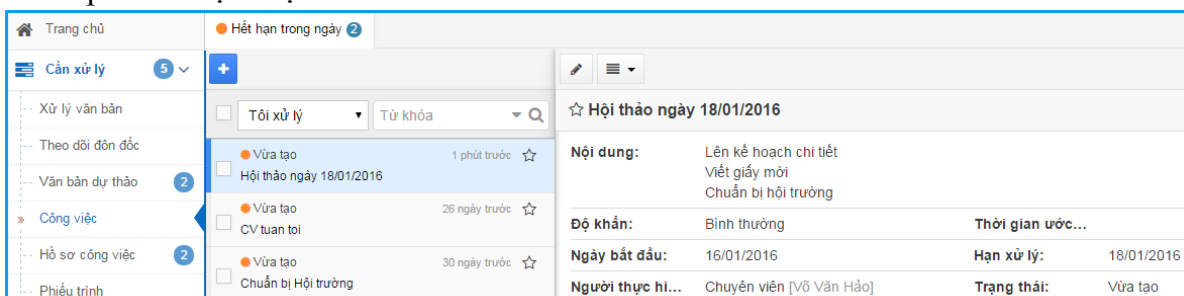 Trang chủ
Cần xử lý 5
Xử lý văn bản
Theo dõi đôn đốc
Văn bản dự thảo 2
Công việc
Hồ sơ công việc 2
Phiếu trình
Hết hạn trong ngày 2
Tôi xử lý Từ khóa
Vừa tạo 1 phút trước
Hội thảo ngày 18/01/2016
Vừa tạo 26 ngày trước
CV tuan toi
Vừa tạo 30 ngày trước
Chuẩn bị Hội trường
Hội thảo ngày 18/01/2016
Nội dung: Lên kế hoạch chi tiết
Viết giấy mời
Chuẩn bị hội trường
Độ khẩn: Bình thường Thời gian ước...
Ngày bắt đầu: 16/01/2016 Hạn xử lý: 18/01/2016
Người thực hi... Chuyên viên [Võ Văn Hảo] Trạng thái: Vừa tạo